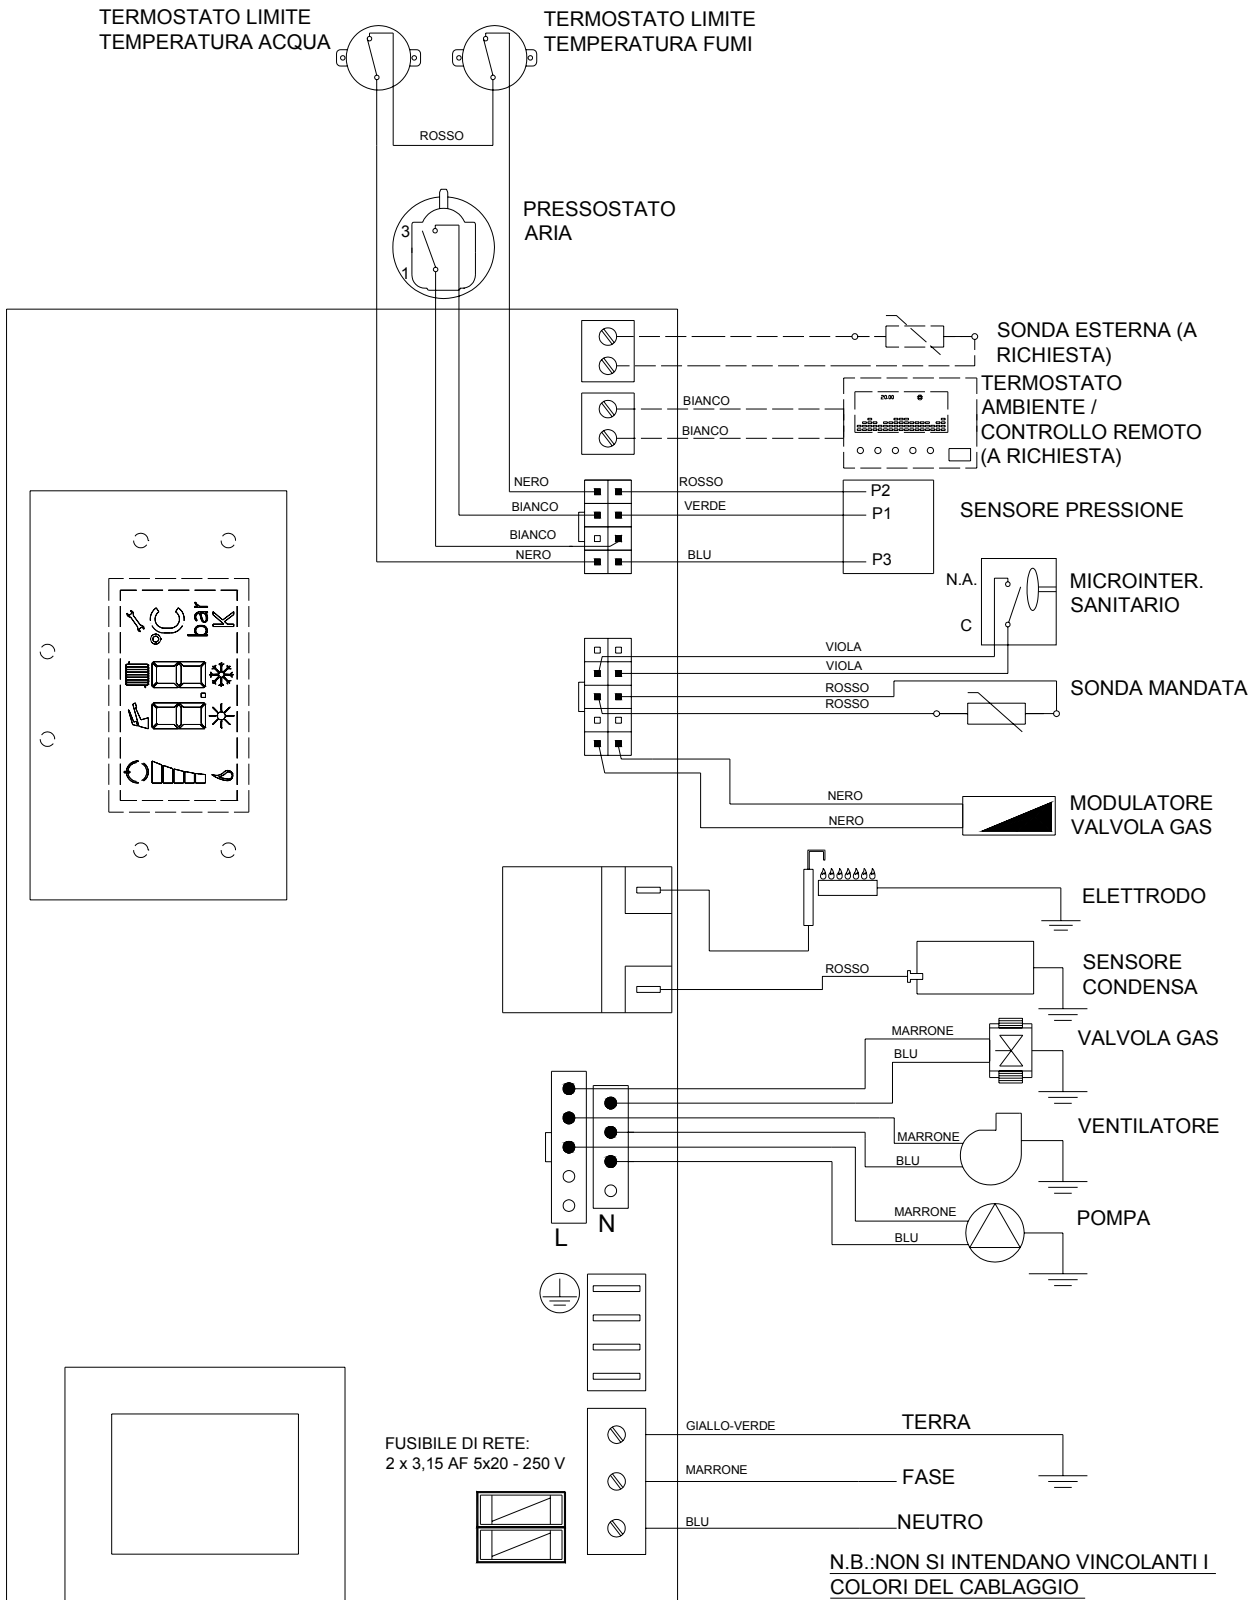 TERMOSTATO LIMITE
TEMPERATURA ACQUA
TERMOSTATO LIMITE
TEMPERATURA FUMI
ROSSO
PRESSOSTATO
ARIA
3
1
SONDA ESTERNA (A
RICHIESTA)
TERMOSTATO
AMBIENTE /
CONTROLLO REMOTO
(A RICHIESTA)
BIANCO
BIANCO
20.00
NERO
ROSSO
P2
BIANCO
VERDE
P1
SENSORE PRESSIONE
BIANCO
NERO
BLU
P3
N.A.
C
MICROINTER.
SANITARIO
°C
bar
K
VIOLA
VIOLA
ROSSO
ROSSO
SONDA MANDATA
NERO
NERO
MODULATORE
VALVOLA GAS
ELETTRODO
ROSSO
SENSORE
CONDENSA
MARRONE
BLU
VALVOLA GAS
MARRONE
BLU
VENTILATORE
MARRONE
BLU
POMPA
L
N
FUSIBILE DI RETE:
2 x 3,15 AF 5x20 - 250 V
GIALLO-VERDE
TERRA
MARRONE
FASE
BLU
NEUTRO
N.B.:NON SI INTENDANO VINCOLANTI I
COLORI DEL CABLAGGIO